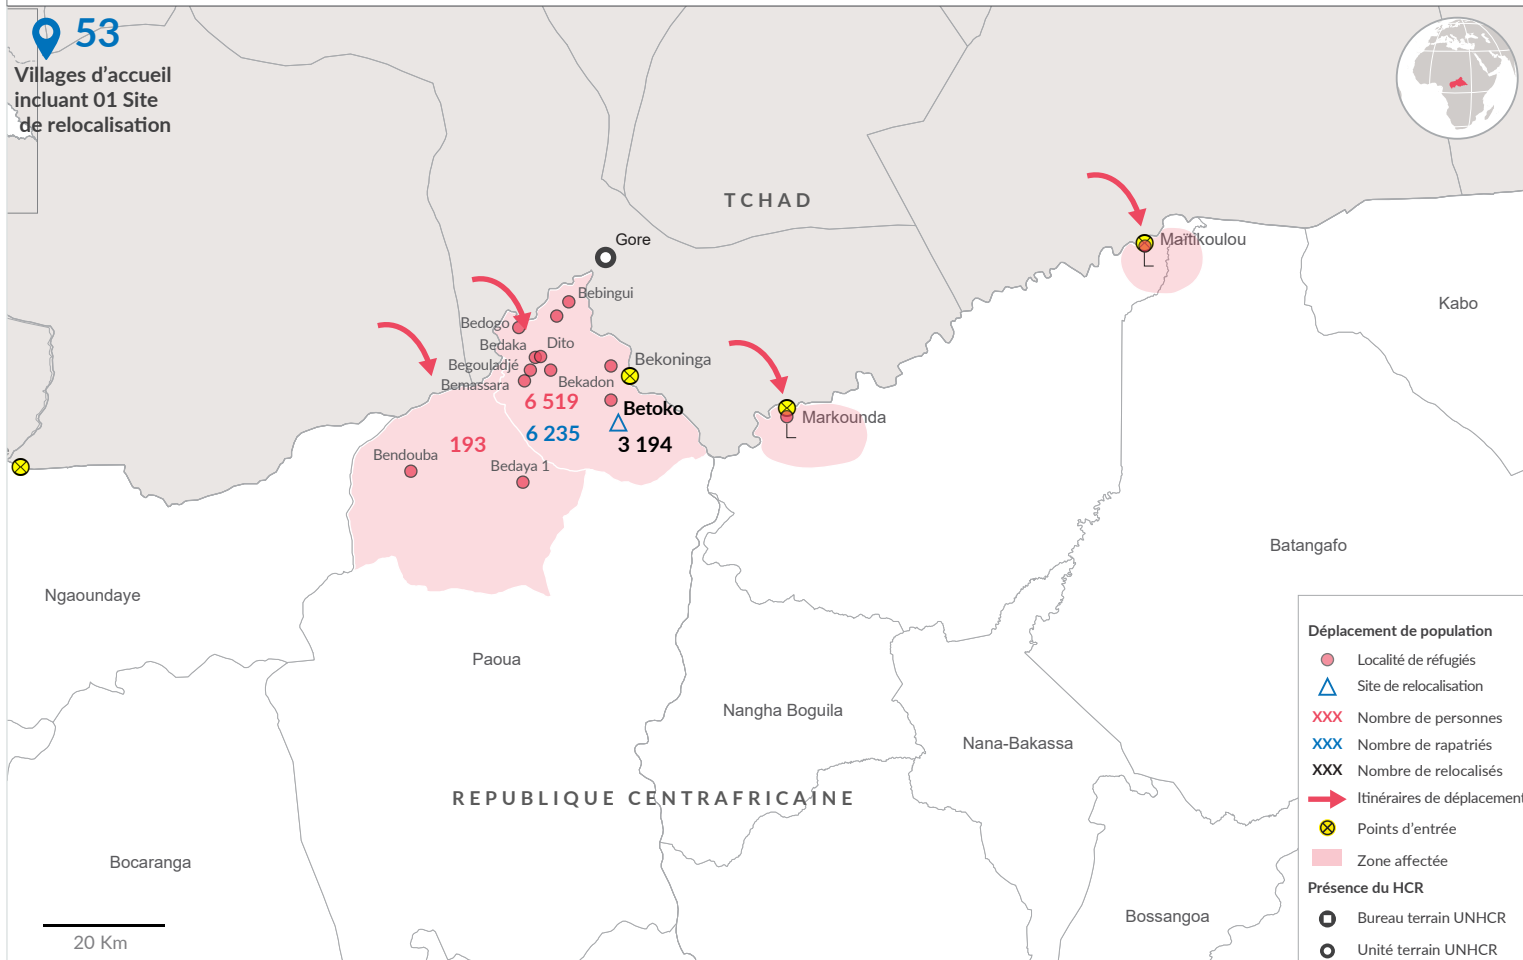 53
Villages d’accueil
incluant 01 Site
de relocalisation
TCHAD
Gore
Maïtikoulou
Bebingui
Kabo
Bedogo
Bedaka
Dito
Begouladjé
Bekoninga
Bemassara
Bekadon
6 519
Betoko
Markounda
6 235
3 194
193
Bendouba
Bedaya 1
Batangafo
Ngaoundaye
Paoua
Nangha Boguila
Nana-Bakassa
REPUBLIQUE CENTRAFRICAINE
Bocaranga
Bossangoa
20 Km
Déplacement de population
Localité de réfugiés
Site de relocalisation
XXX Nombre de personnes
XXX Nombre de rapatriés
XXX Nombre de relocalisés
Itinéraires de déplacement
Points d’entrée
Zone affectée
Présence du HCR
Bureau terrain UNHCR
Unité terrain UNHCR